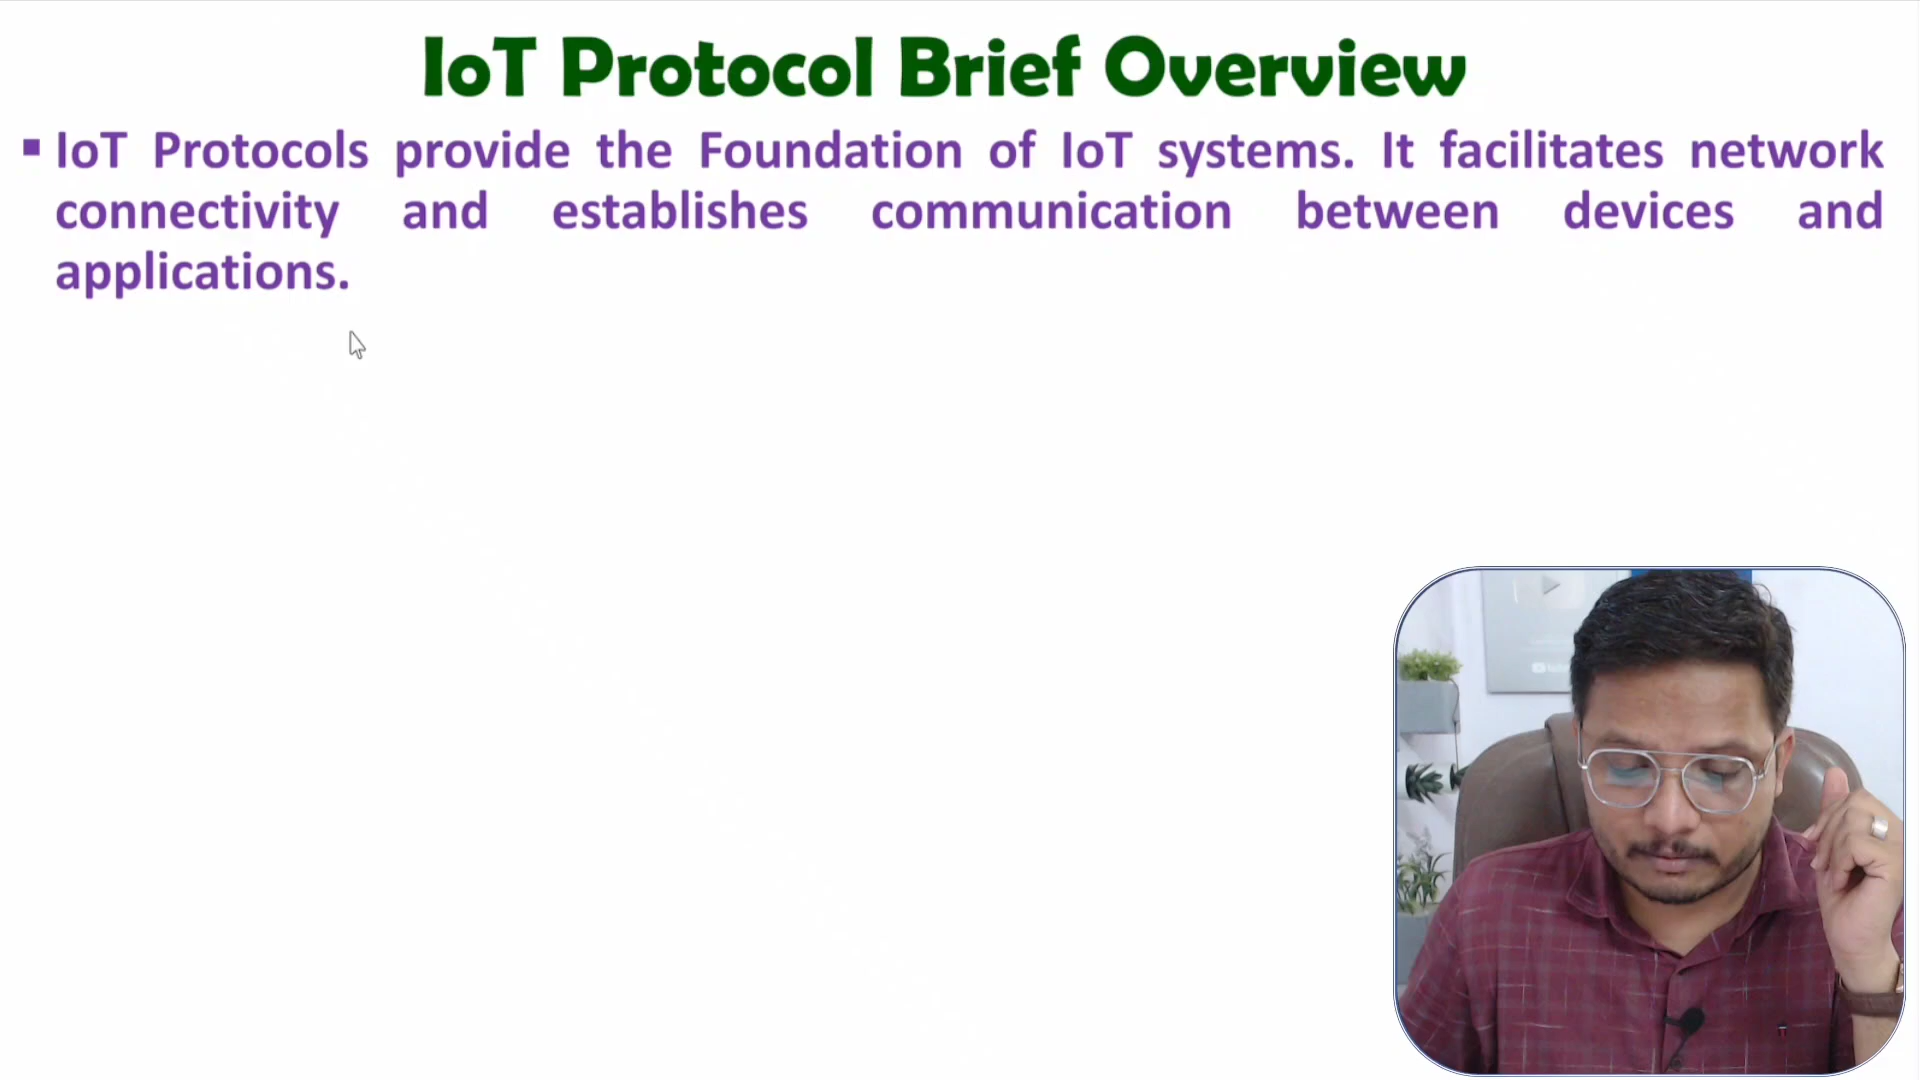 IoT Protocol Brief Overview
▪ IoT Protocols provide the Foundation of IoT systems. It facilitates network
connectivity and establishes communication between devices and
applications.